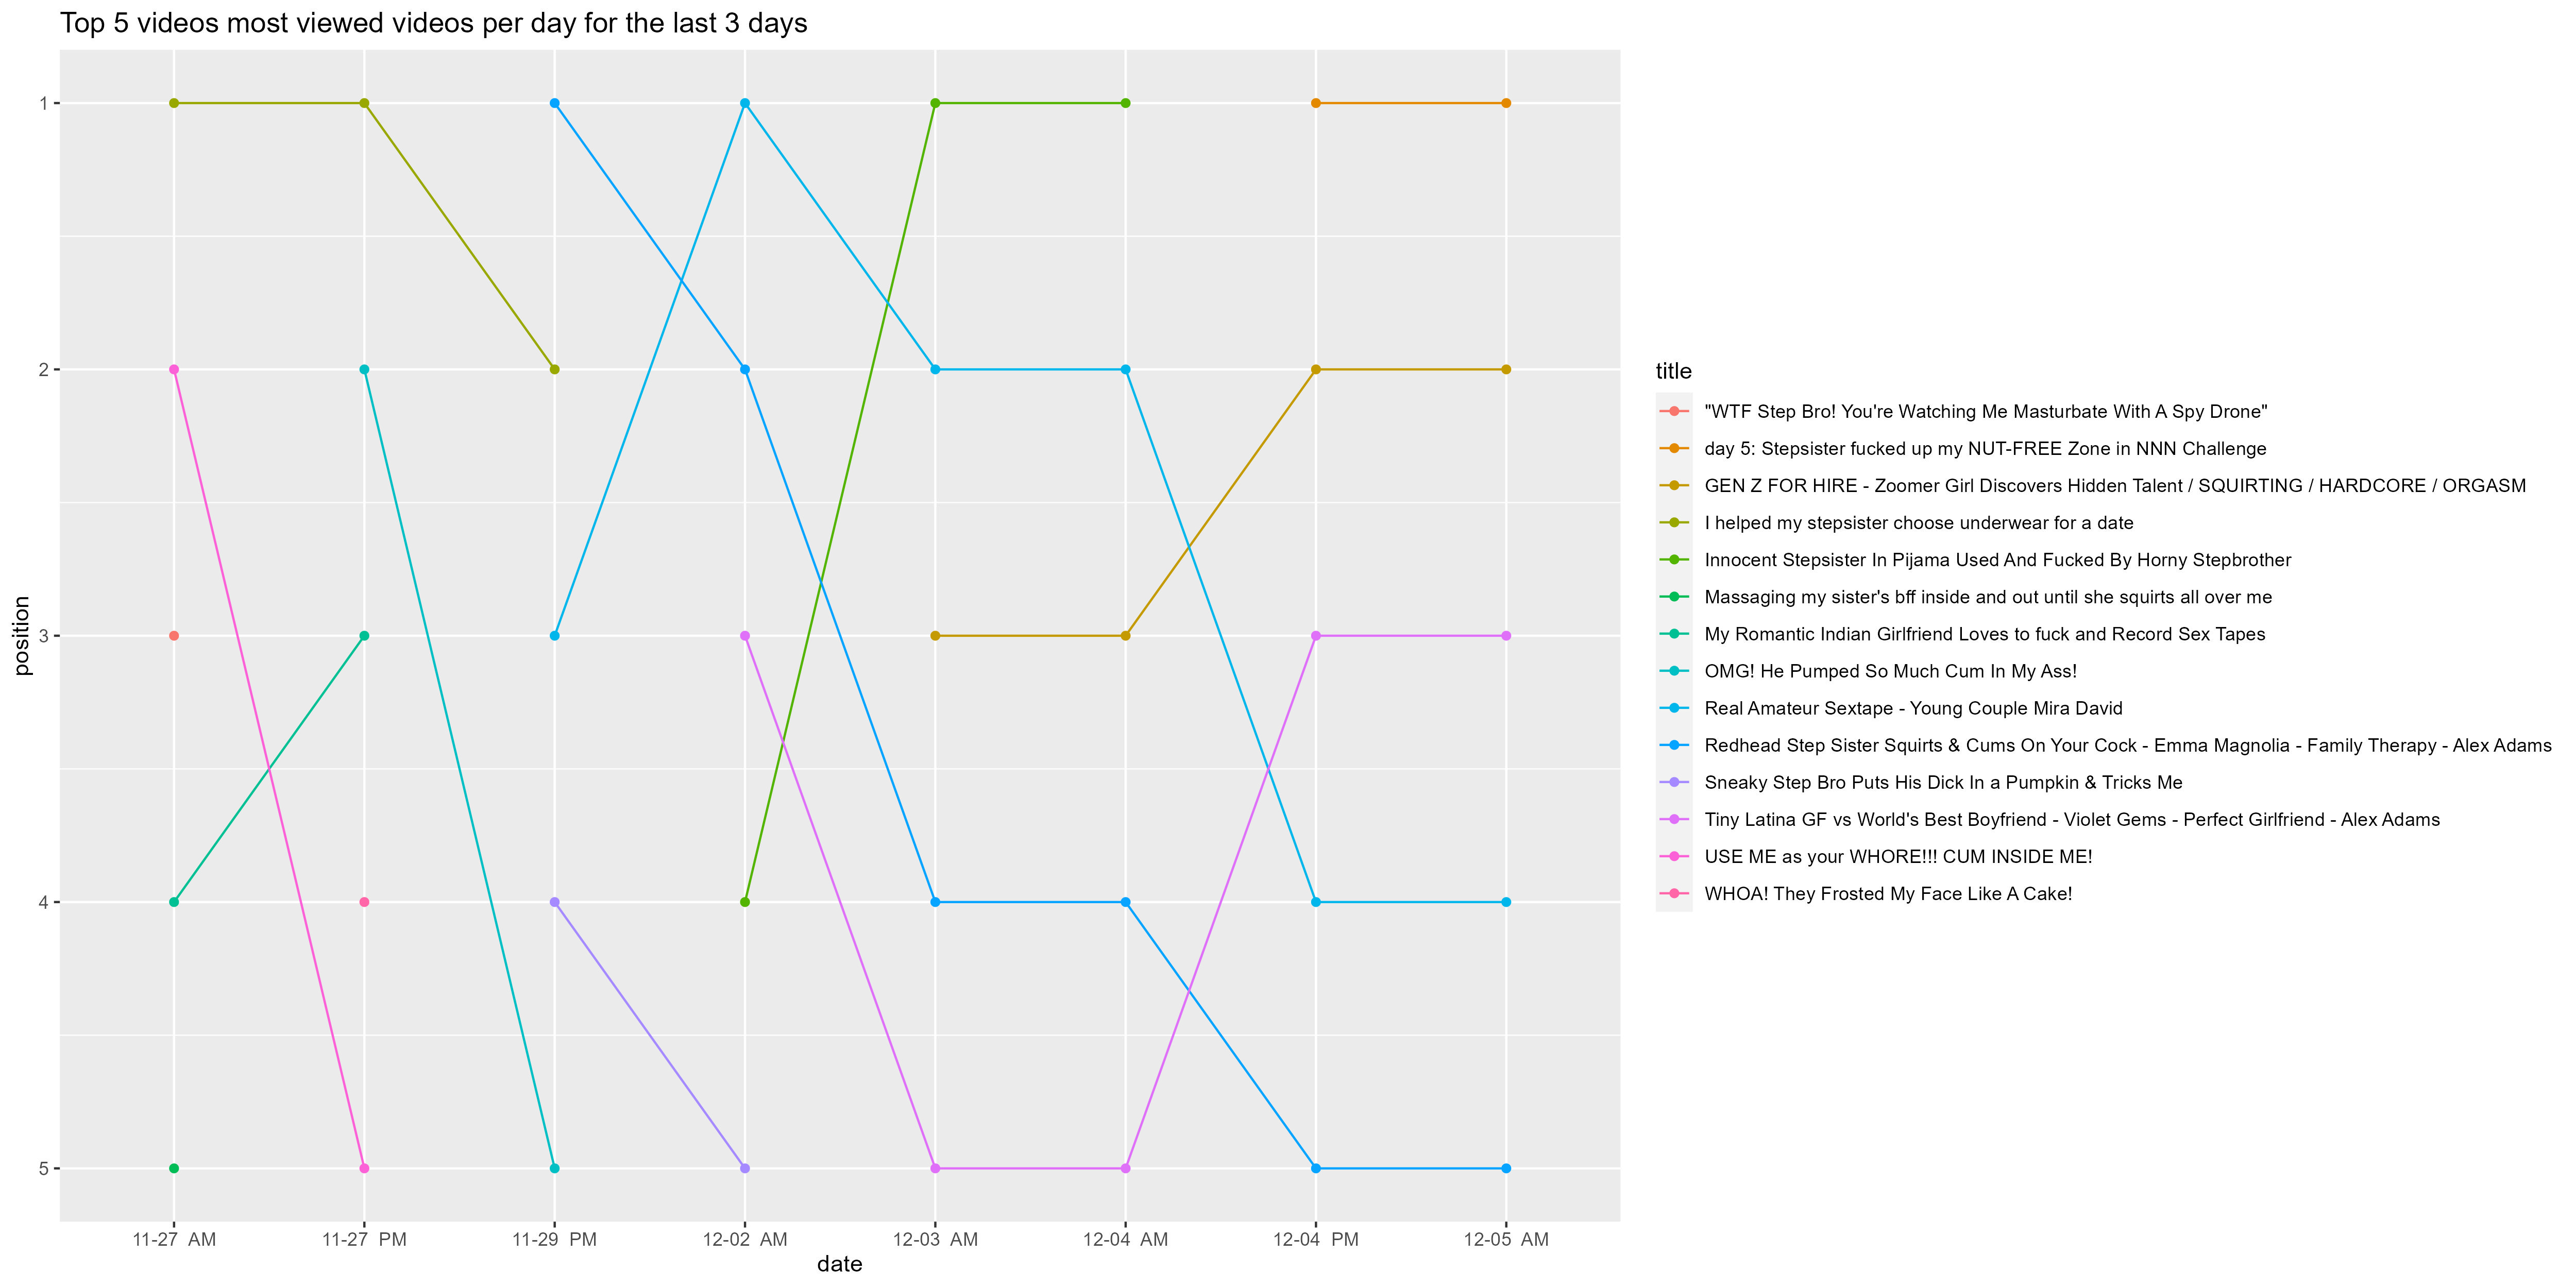 Top 5 videos most viewed videos per day for the last 3 days
position
1
2
3
4
5
11-27 AM
11-27 PM
11-29 PM
12-02 AM
12-03 AM
12-04 AM
12-04 PM
12-05 AM
date
title
"WTF Step Bro! You're Watching Me Masturbate With A Spy Drone"
day 5: Stepsister fucked up my NUT-FREE Zone in NNN Challenge
GEN Z FOR HIRE - Zoomer Girl Discovers Hidden Talent / SQUIRTING / HARDCORE / ORGASM
I helped my stepsister choose underwear for a date
Innocent Stepsister In Pijama Used And Fucked By Horny Stepbrother
Massaging my sister's bff inside and out until she squirts all over me
My Romantic Indian Girlfriend Loves to fuck and Record Sex Tapes
OMG! He Pumped So Much Cum In My Ass!
Real Amateur Sextape - Young Couple Mira David
Redhead Step Sister Squirts & Cums On Your Cock - Emma Magnolia - Family Therapy - Alex Adams
Sneaky Step Bro Puts His Dick In a Pumpkin & Tricks Me
Tiny Latina GF vs World's Best Boyfriend - Violet Gems - Perfect Girlfriend - Alex Adams
USE ME as your WHORE!!! CUM INSIDE ME!
WHOA! They Frosted My Face Like A Cake!